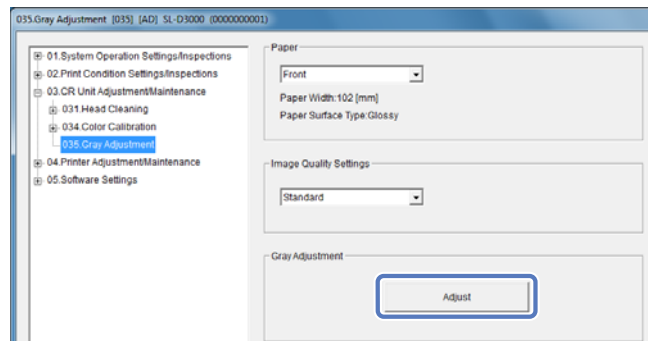 035.Gray Adjustment [035] [AD] SL-D3000 (0000000001)
01.System Operation Settings/Inspections
02.Print Condition Settings/Inspections
03.CR Unit Adjustment/Maintenance
031.Head Cleaning
034.Color Calibration
035.Gray Adjustment
04.Printer Adjustment/Maintenance
05.Software Settings
Paper
Front
Paper Width:102 [mm]
Paper Surface Type:Glossy
Image Quality Settings
Standard
Gray Adjustment
Adjust